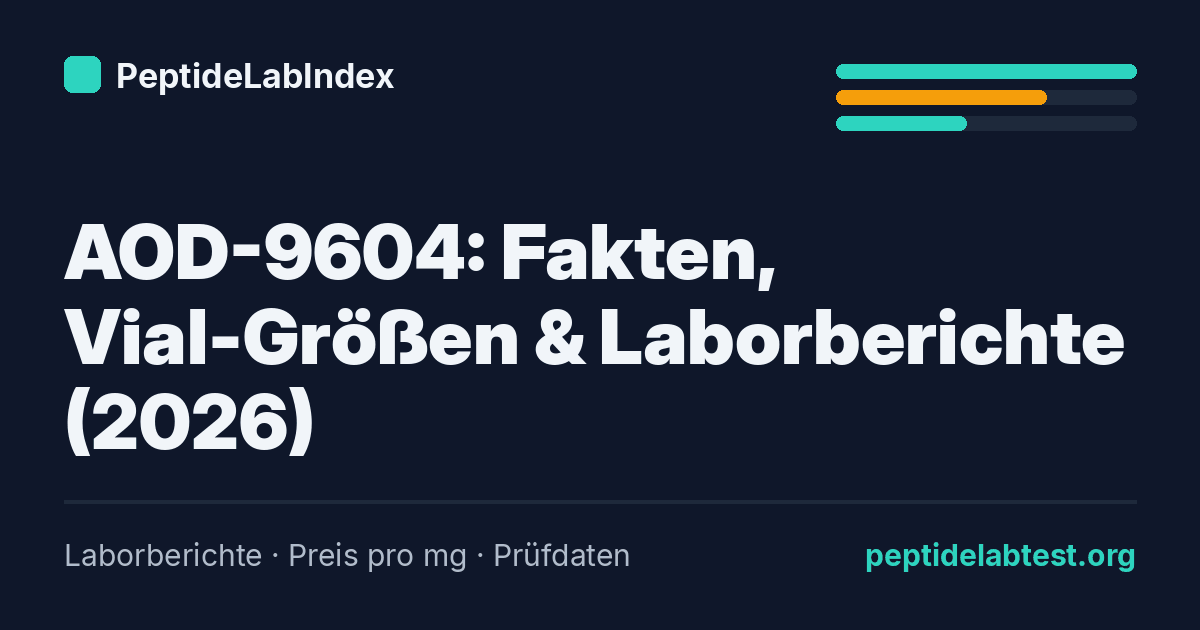 PeptideLabIndex
AOD-9604: Fakten,
Vial-Größen & Laborberichte
(2026)
Laborberichte · Preis pro mg · Prüfdaten
peptidelabtest.org